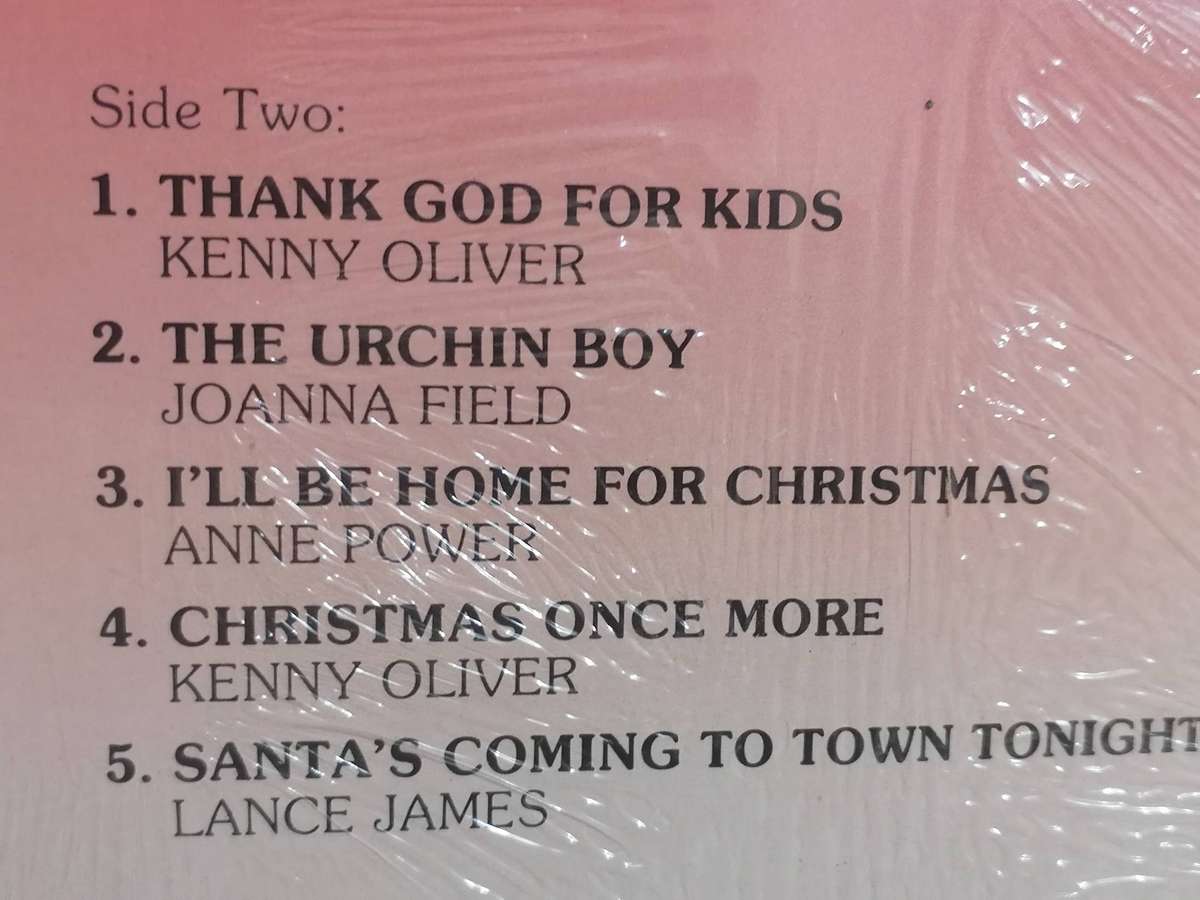 Side Two:
1. THANK GOD FOR KIDS
KENNY OLIVER
2. THE URCHIN BOY
JOANNA FIELD
3. I'LL BE HOME FOR CHRISTMAS
ANNE POWER
4. CHRISTMAS ONCE MORE
KENNY OLIVER
5. SANTA'S COMING TO TOWN TONIGHT
LANCE JAMES